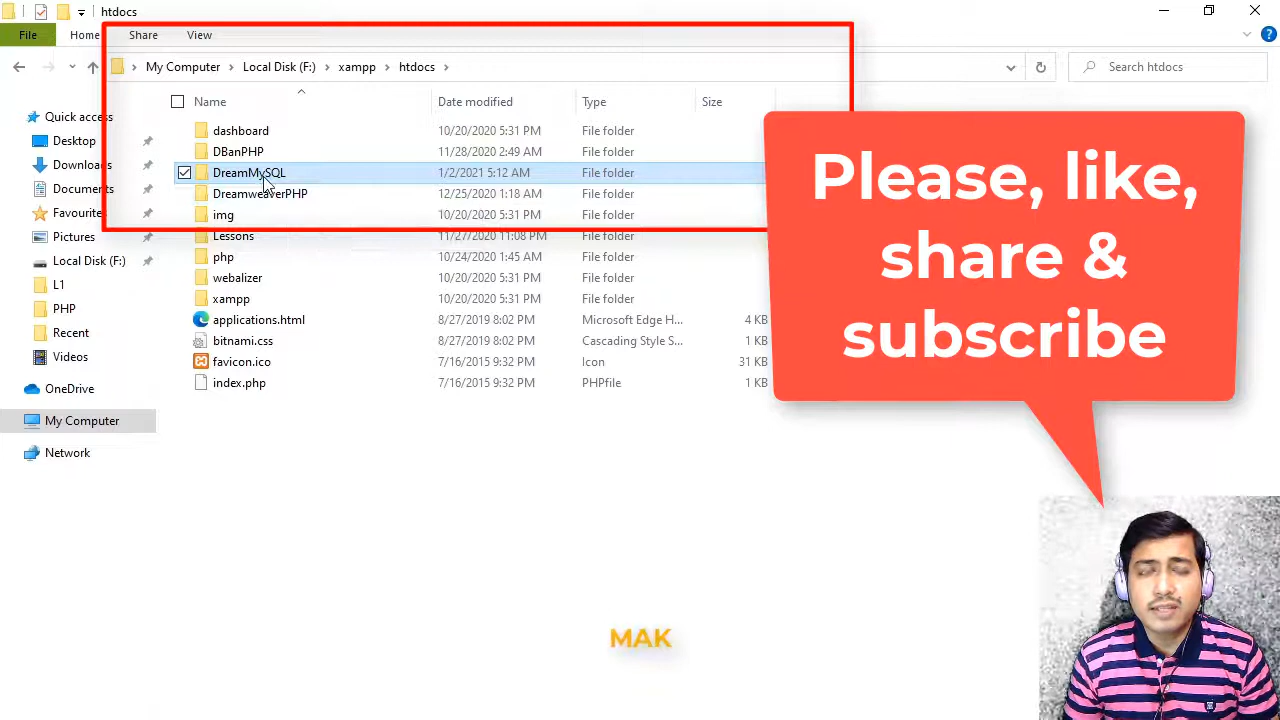 htdocs
File Home Share View
My Computer Local Disk (F:) xampp htdocs Search htdocs
Name Date modified Type Size
Quick access
Desktop
Downloads
Documents
Favourites
Pictures
Local Disk (F:)
L1
PHP
Recent
Videos
OneDrive
My Computer
Network
dashboard 10/20/2020 5:31 PM File folder
DBanPHP 11/28/2020 2:49 AM File folder
DreamMySQL 1/2/2021 5:12 AM File folder
DreamweaverPHP 12/25/2020 1:18 AM File folder
img 10/20/2020 5:31 PM File folder
Lessons 11/27/2020 11:08 PM File folder
php 10/24/2020 1:45 AM File folder
webalizer 10/20/2020 5:31 PM File folder
xampp 10/20/2020 5:31 PM File folder
applications.html 8/27/2019 8:02 PM Microsoft Edge H... 4 KB
bitnami.css 8/27/2019 8:02 PM Cascading Style S... 1 KB
favicon.ico 7/16/2015 9:32 PM Icon 31 KB
index.php 7/16/2015 9:32 PM PHPfile 1 KB
Please, like,
share &
subscribe
MAK